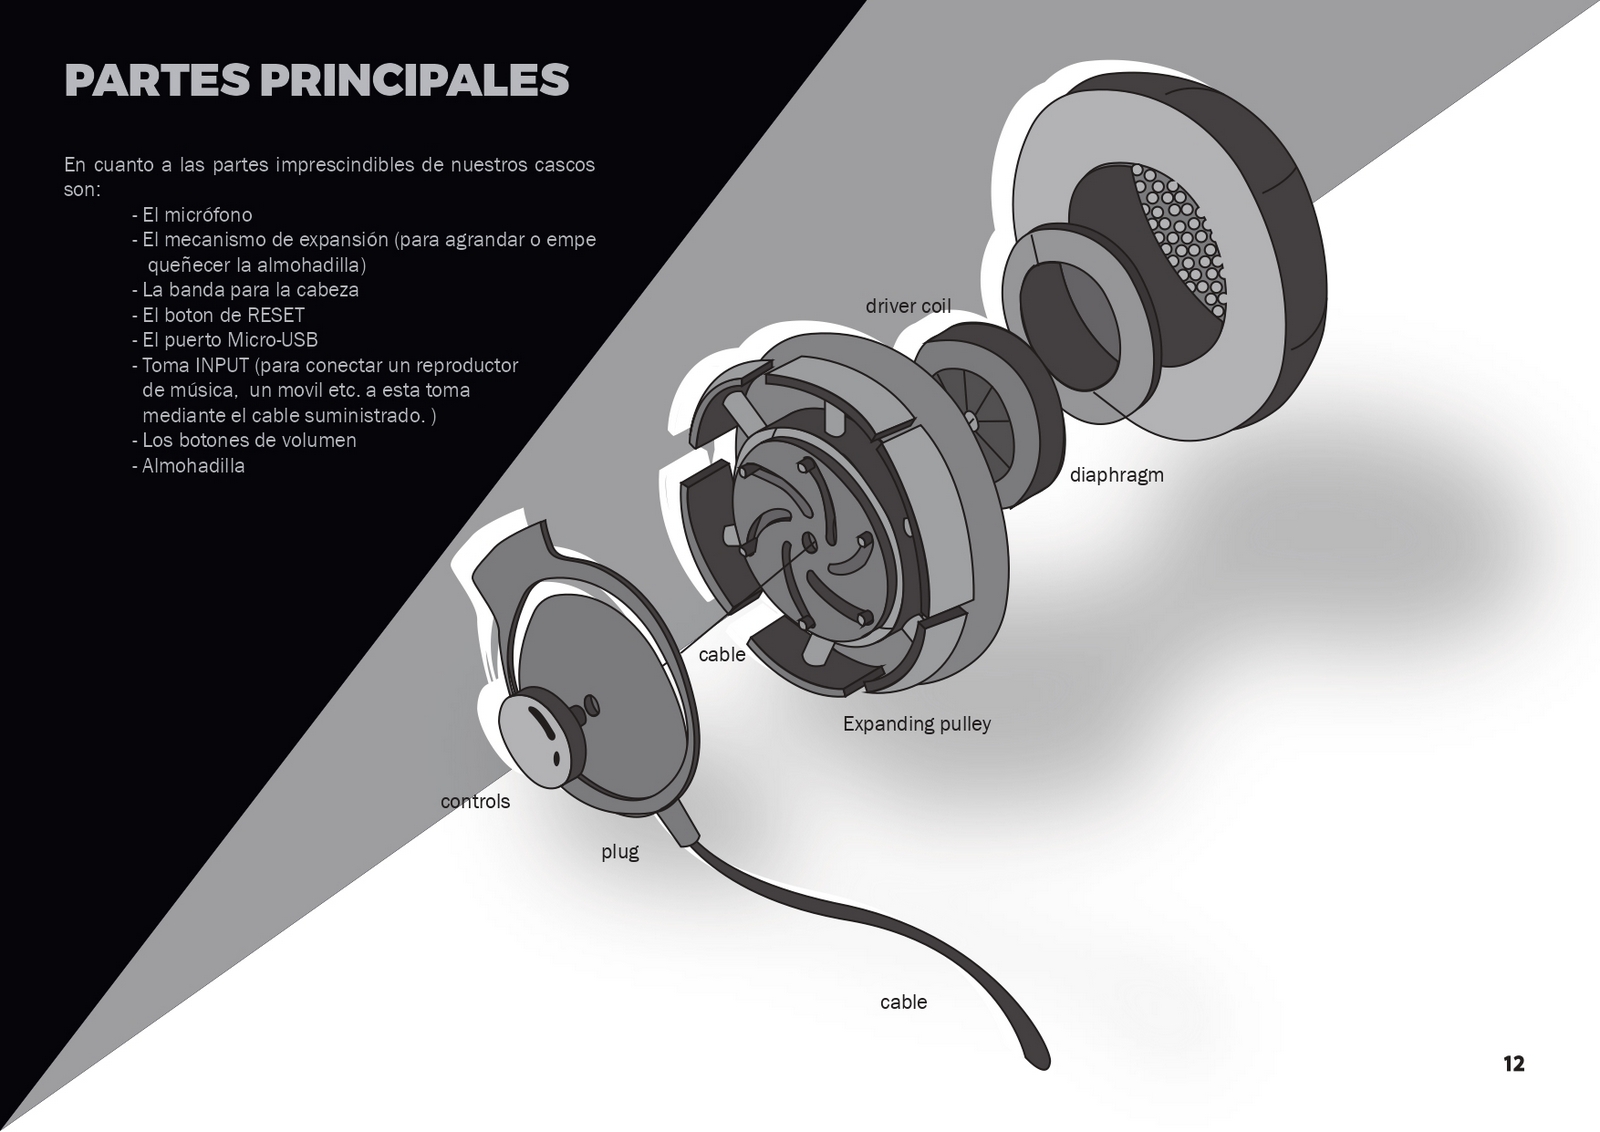 PARTES PRINCIPALES
En cuanto a las partes imprescindibles de nuestros cascos
son:
- El micrófono
- El mecanismo de expansión (para agrandar o empe
queñecer la almohadilla)
- La banda para la cabeza
- El boton de RESET
- El puerto Micro-USB
- Toma INPUT (para conectar un reproductor
de música,  un movil etc. a esta toma
mediante el cable suministrado. )
- Los botones de volumen
- Almohadilla
driver coil
diaphragm
cable
Expanding pulley
controls
plug
cable
12